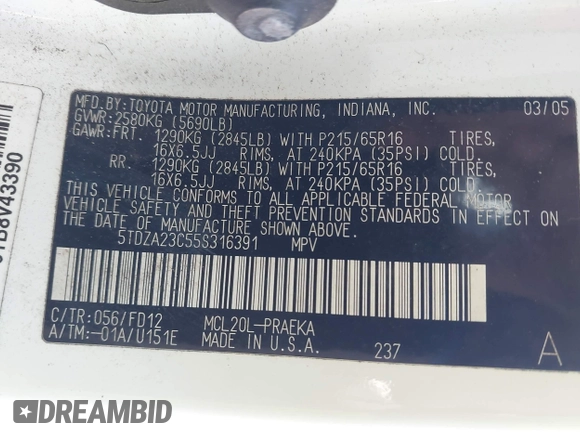 MFD.BY:TOYOTA MOTOR MANUFACTURING, INDIANA, INC. 03/05
GVWR:2580KG (5690LB)
GAWR:FRT. 1290KG (2845LB) WITH P215/65R16 TIRES,
16X6.5JJ RIMS, AT 240KPA (35PSI) COLD.
RR. 1290KG (2845LB) WITH P215/65R16 TIRES,
16X6.5JJ RIMS, AT 240KPA (35PSI) COLD.
THIS VEHICLE CONFORMS TO ALL APPLICABLE FEDERAL MOTOR
VEHICLE SAFETY AND THEFT PREVENTION STANDARDS IN EFFECT ON
THE DATE OF MANUFACTURE SHOWN ABOVE.
5TDZA23C55S316391 MPV
C/TR:056/FD12 MCL20L-PRAEKA
A/TM:-01A/U151E MADE IN U.S.A. 237 A
DREAMBID